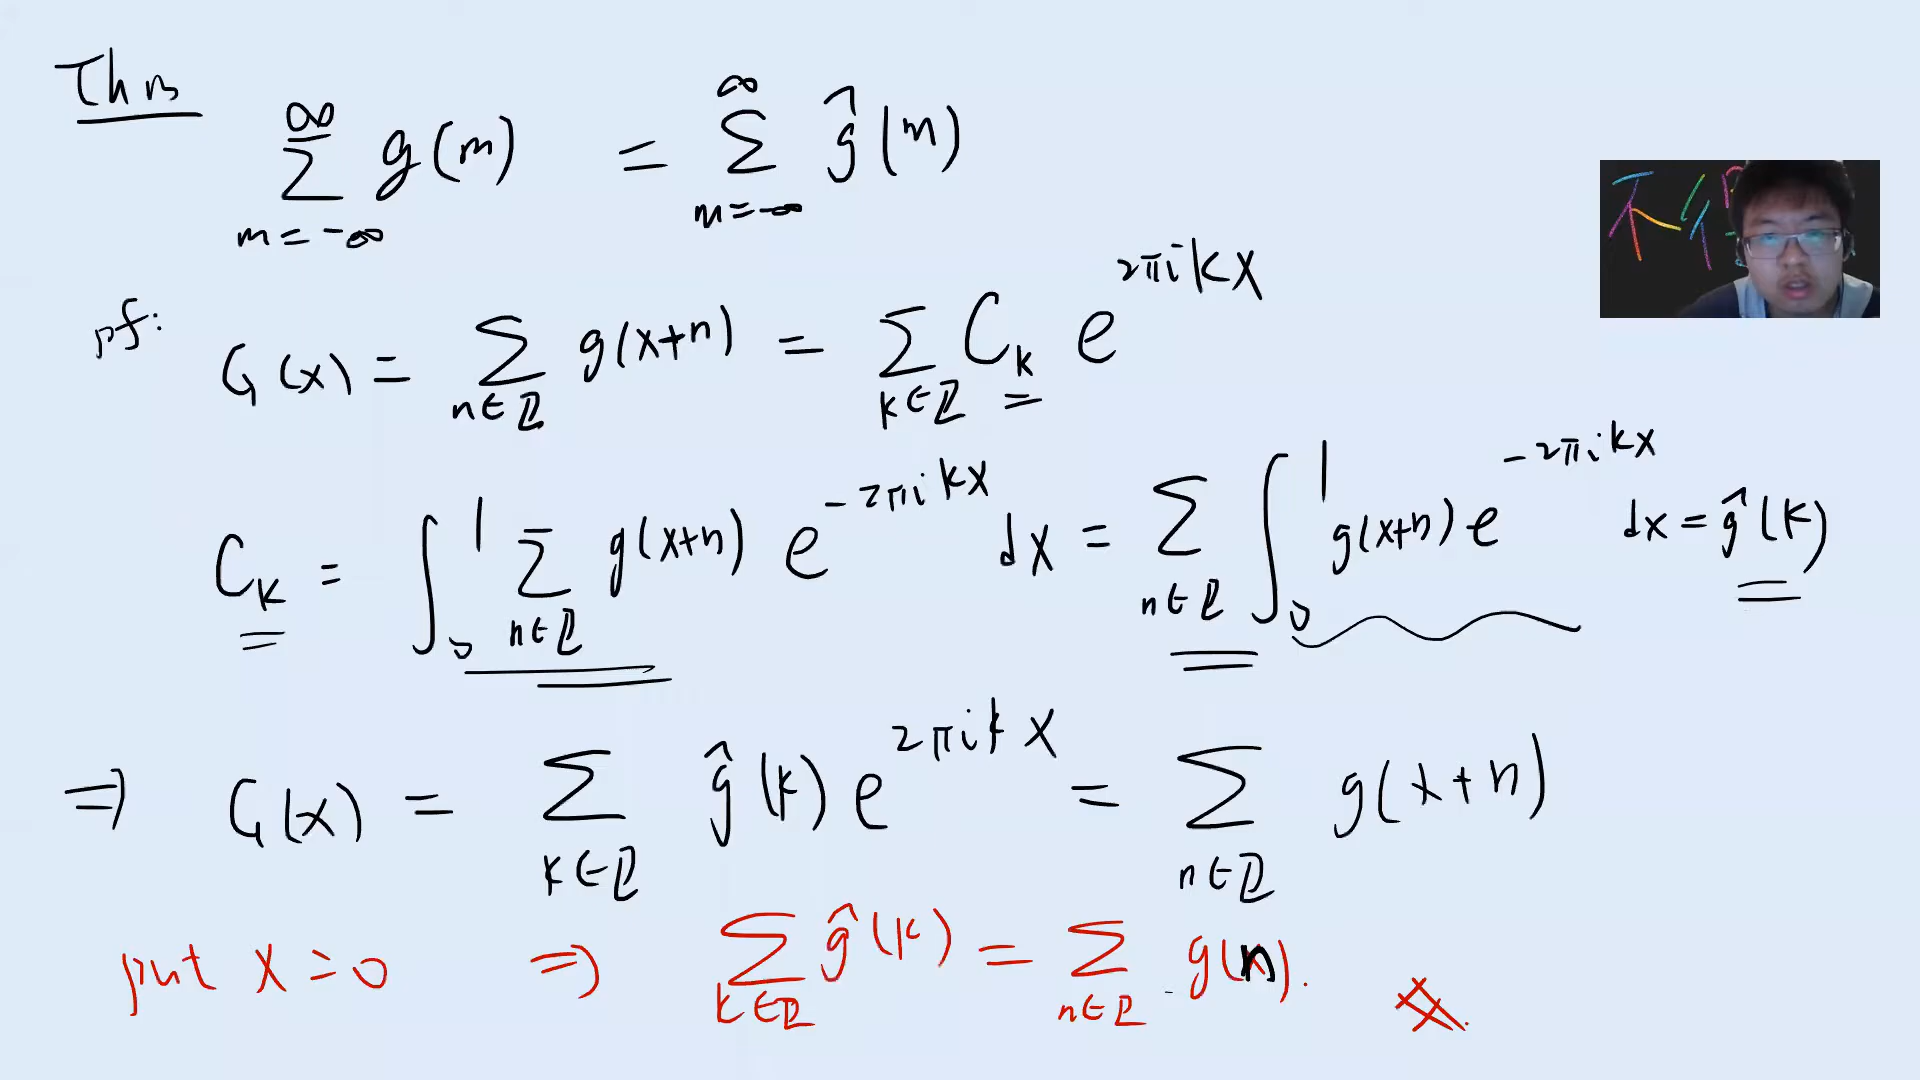 Thm
∑_{m=-∞}^{∞} g(m) = ∑_{m=-∞}^{∞} ĝ(m)
pf: G(x) = ∑_{n∈ℤ} g(x+n) = ∑_{k∈ℤ} C_k e^{2πikx}
C_k = ∫_0^1 ∑_{n∈ℤ} g(x+n) e^{-2πikx} dx = ∑_{n∈ℤ} ∫_0^1 g(x+n) e^{-2πikx} dx = ĝ(k)
⇒ G(x) = ∑_{k∈ℤ} ĝ(k) e^{2πikx} = ∑_{n∈ℤ} g(x+n)
put x=0 ⇒ ∑_{k∈ℤ} ĝ(k) = ∑_{n∈ℤ} g(n).